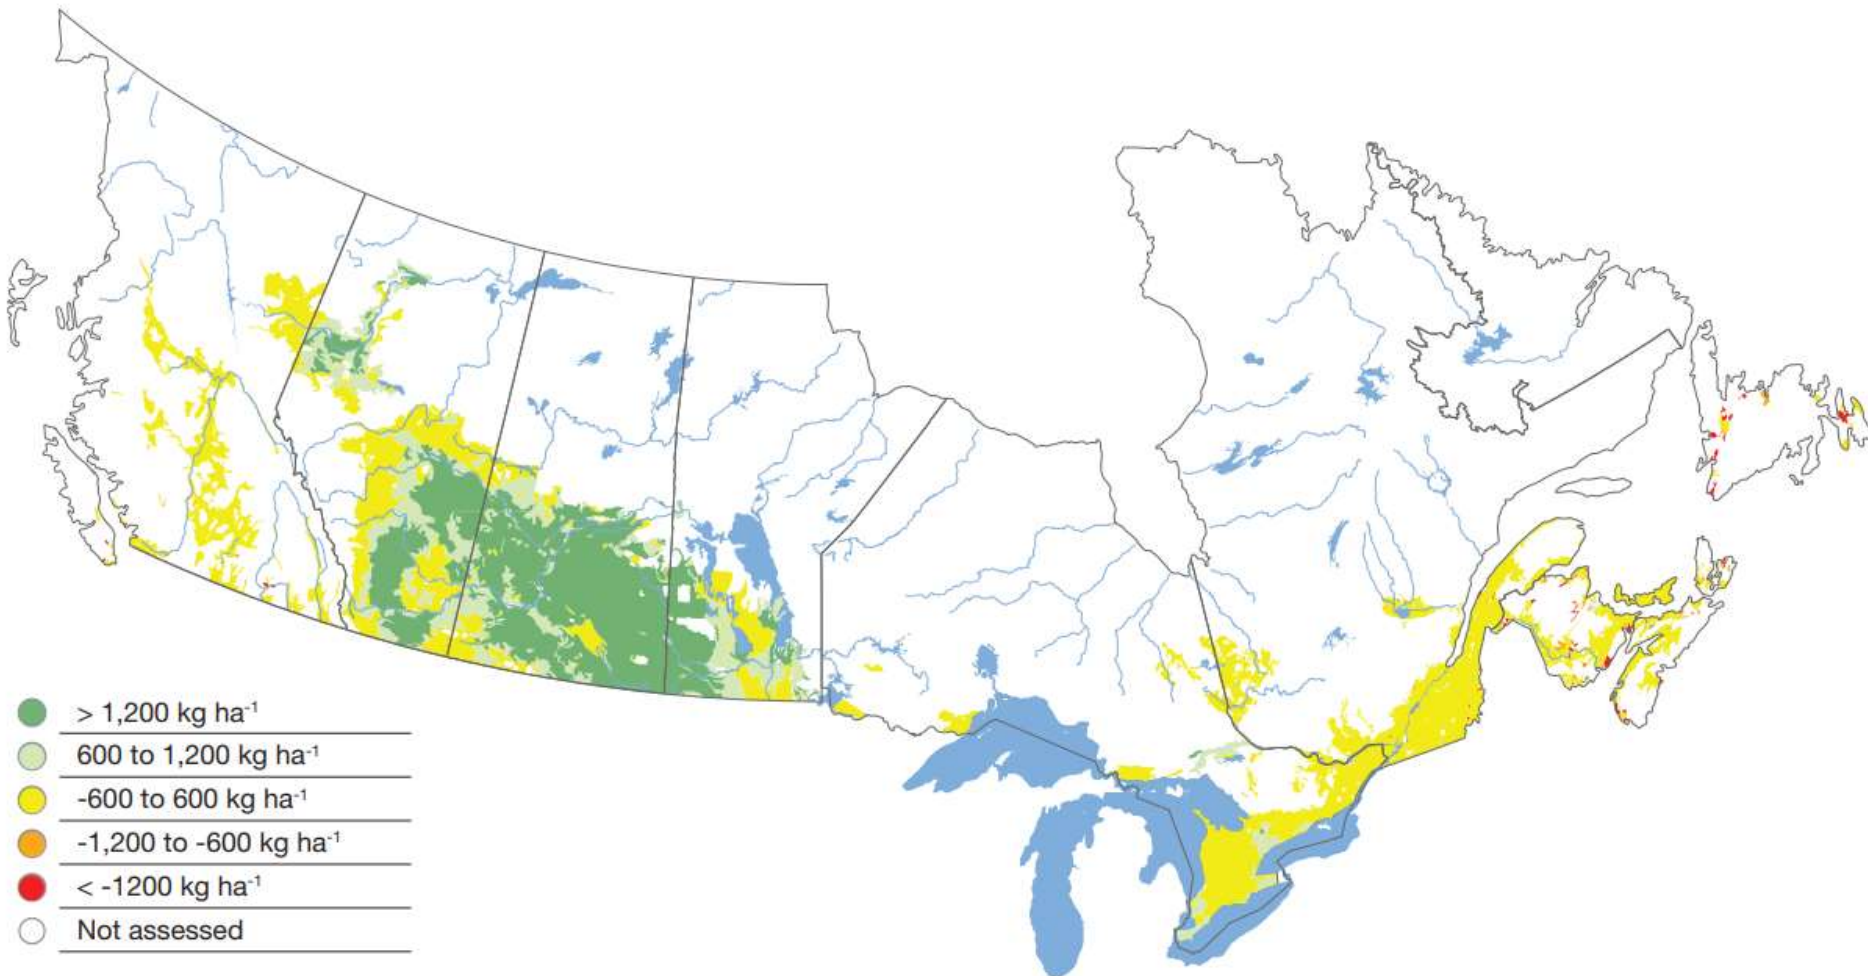 > 1,200 kg ha⁻¹
600 to 1,200 kg ha⁻¹
-600 to 600 kg ha⁻¹
-1,200 to -600 kg ha⁻¹
< -1200 kg ha⁻¹
Not assessed